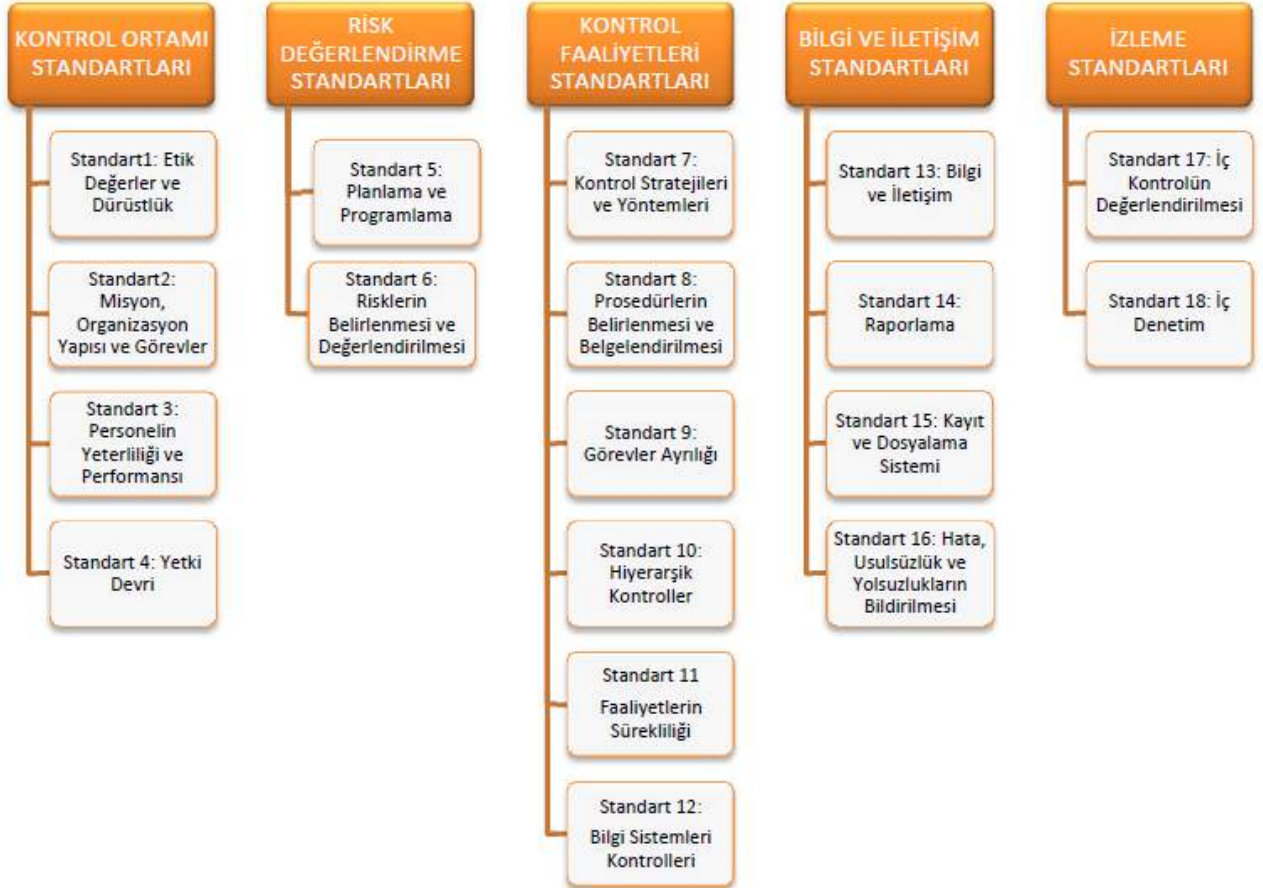 KONTROL ORTAMI
STANDARTLARI
Standart1: Etik
Değerler ve
Dürüstlük
Standart2:
Misyon,
Organizasyon
Yapısı ve Görevler
Standart 3:
Personelin
Yeterliliği ve
Performansı
Standart 4: Yetki
Devri
RİSK
DEĞERLENDİRME
STANDARTLARI
Standart 5:
Planlama ve
Programlama
Standart 6:
Risklerin
Belirlenmesi ve
Değerlendirilmesi
KONTROL
FAALİYETLERİ
STANDARTLARI
Standart 7:
Kontrol Stratejileri
ve Yöntemleri
Standart 8:
Prosedürlerin
Belirlenmesi ve
Belgelendirilmesi
Standart 9:
Görevler Ayrılığı
Standart 10:
Hiyerarşik
Kontroller
Standart 11
Faaliyetlerin
Sürekliliği
Standart 12:
Bilgi Sistemleri
Kontrolleri
BİLGİ VE İLETİŞİM
STANDARTLARI
Standart 13: Bilgi
ve İletişim
Standart 14:
Raporlama
Standart 15: Kayıt
ve Dosyalama
Sistemi
Standart 16: Hata,
Usulsüzlük ve
Yolsuzlukların
Bildirilmesi
İZLEME
STANDARTLARI
Standart 17: İç
Kontrolün
Değerlendirilmesi
Standart 18: İç
Denetim